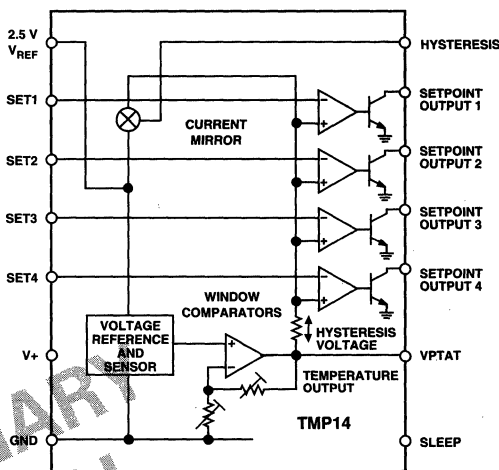 2.5 V
VREF
HYSTERESIS
SET1
SETPOINT
OUTPUT 1
CURRENT
MIRROR
SET2
SETPOINT
OUTPUT 2
SET3
SETPOINT
OUTPUT 3
SET4
SETPOINT
OUTPUT 4
WINDOW
COMPARATORS
VOLTAGE
REFERENCE
AND
SENSOR
HYSTERESIS
VOLTAGE
V+
VPTAT
TEMPERATURE
OUTPUT
TMP14
GND
SLEEP